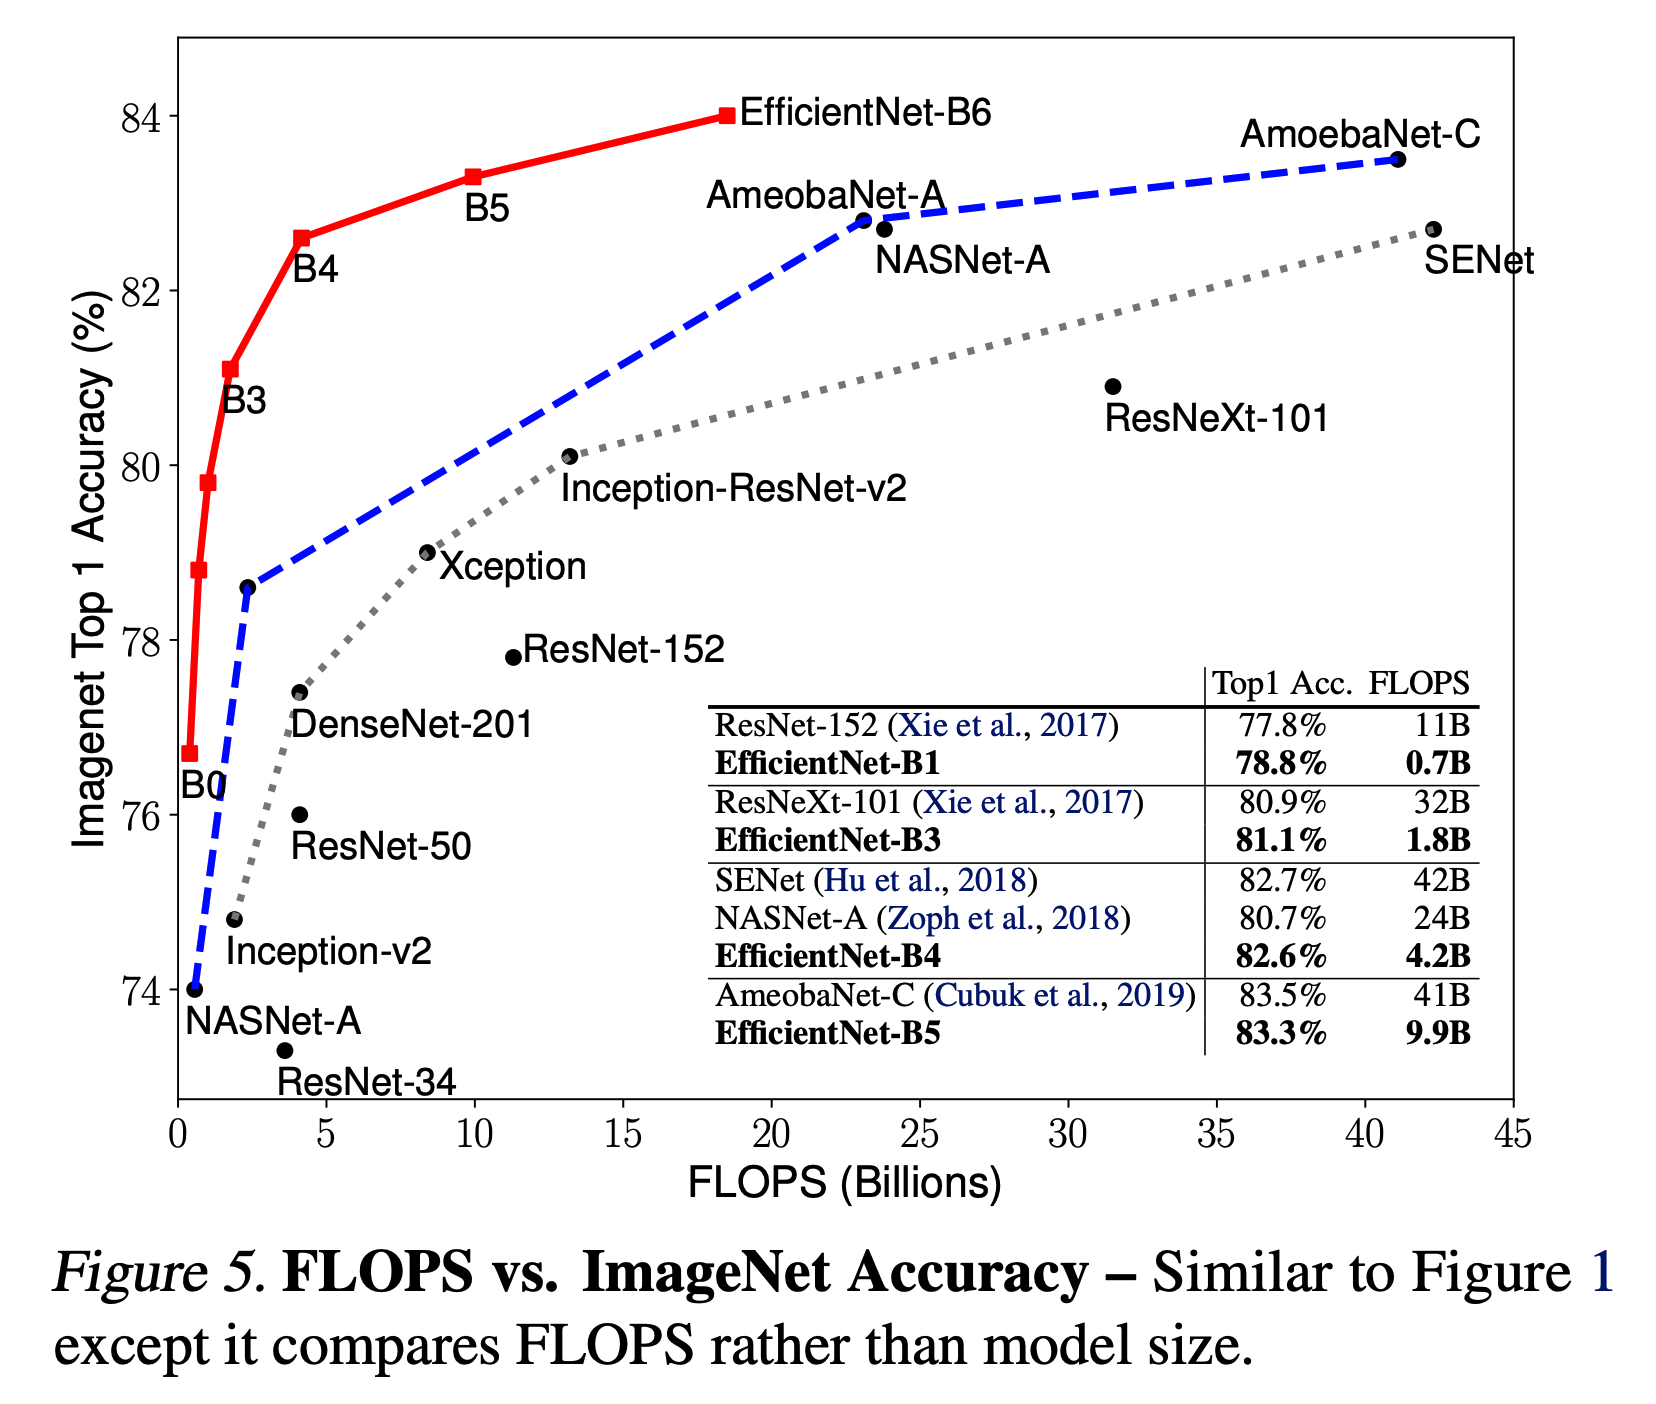 84
82
80
78
76
74
Imagenet Top 1 Accuracy (%)
EfficientNet-B6
AmoebaNet-C
AmeobaNet-A
B5
NASNet-A
SENet
B4
B3
ResNeXt-101
Inception-ResNet-v2
Xception
ResNet-152
DenseNet-201
B0
ResNet-50
Inception-v2
NASNet-A
ResNet-34
Top1 Acc. FLOPS
ResNet-152 (Xie et al., 2017) 77.8% 11B
EfficientNet-B1 78.8% 0.7B
ResNeXt-101 (Xie et al., 2017) 80.9% 32B
EfficientNet-B3 81.1% 1.8B
SENet (Hu et al., 2018) 82.7% 42B
NASNet-A (Zoph et al., 2018) 80.7% 24B
EfficientNet-B4 82.6% 4.2B
AmeobaNet-C (Cubuk et al., 2019) 83.5% 41B
EfficientNet-B5 83.3% 9.9B
0 5 10 15 20 25 30 35 40 45
FLOPS (Billions)
Figure 5. FLOPS vs. ImageNet Accuracy – Similar to Figure 1
except it compares FLOPS rather than model size.